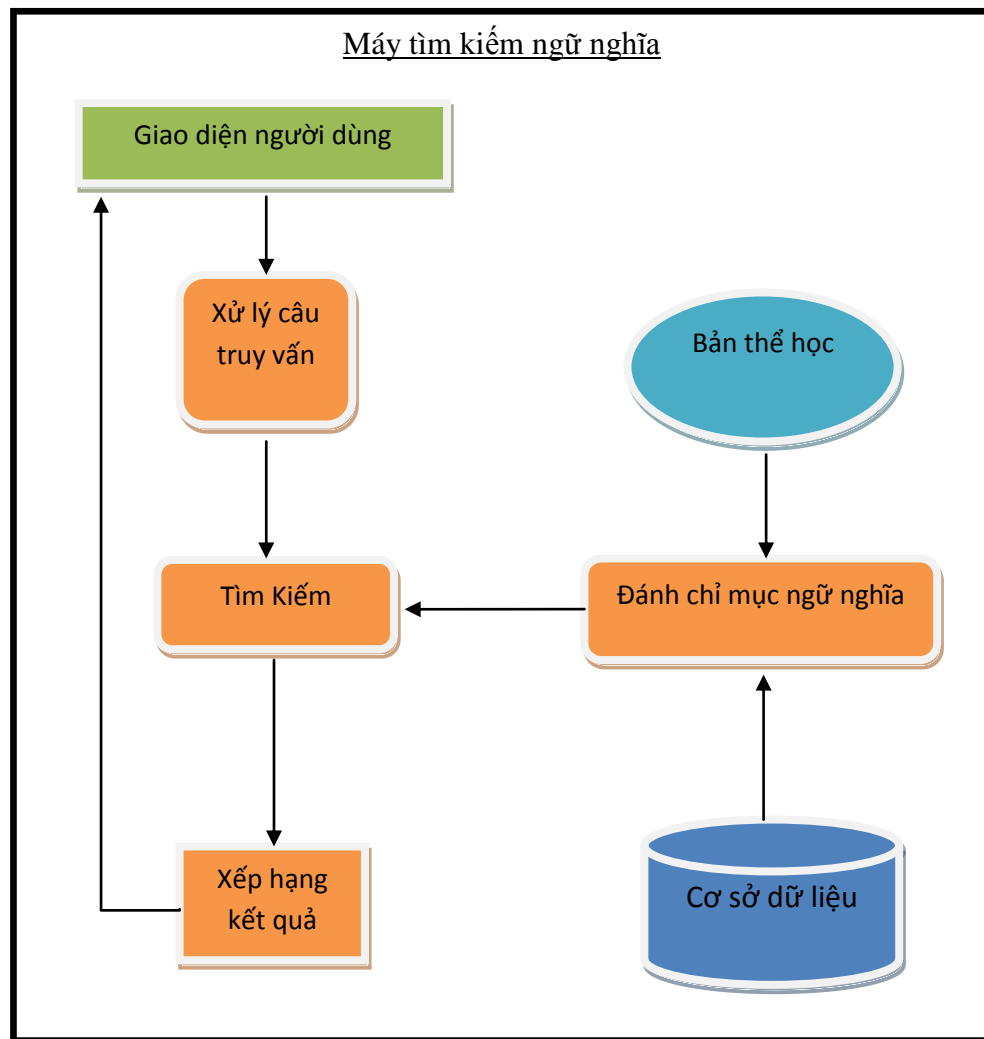 Máy tìm kiếm ngữ nghĩa
Giao diện người dùng
Xử lý câu
truy vấn
Bản thể học
Tìm Kiếm
Đánh chỉ mục ngữ nghĩa
Xếp hạng
kết quả
Cơ sở dữ liệu